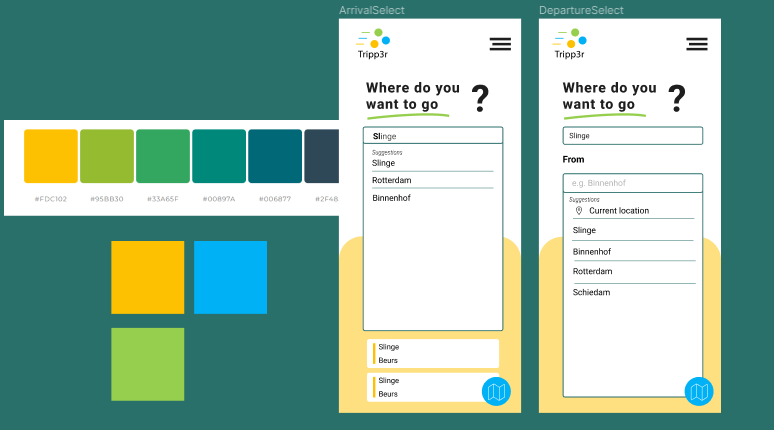 ArrivalSelect
Tripp3r
Where do you
want to go
?
Slinge
Suggestions
Slinge
Rotterdam
Binnenhof
Slinge
Beurs
Slinge
Beurs
DepartureSelect
Tripp3r
Where do you
want to go
?
Slinge
From
e.g. Binnenhof
Suggestions
Current location
Slinge
Binnenhof
Rotterdam
Schiedam
#FDC102
#95BB30
#33A65F
#00897A
#006877